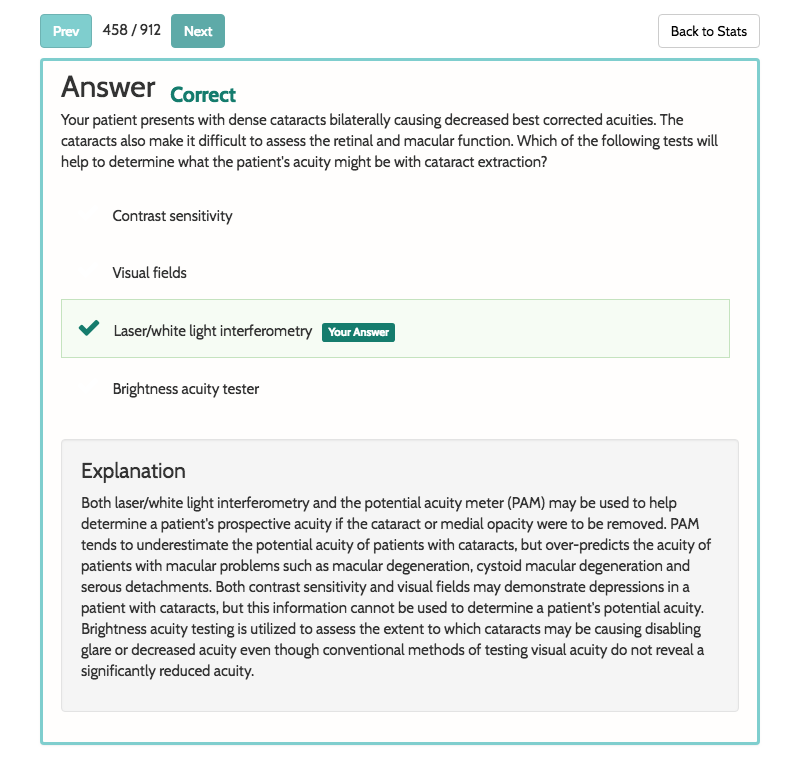 Prev 458 / 912 Next Back to Stats
Answer Correct
Your patient presents with dense cataracts bilaterally causing decreased best corrected acuities. The
cataracts also make it difficult to assess the retinal and macular function. Which of the following tests will
help to determine what the patient's acuity might be with cataract extraction?
Contrast sensitivity
Visual fields
Laser/white light interferometry Your Answer
Brightness acuity tester
Explanation
Both laser/white light interferometry and the potential acuity meter (PAM) may be used to help
determine a patient's prospective acuity if the cataract or medial opacity were to be removed. PAM
tends to underestimate the potential acuity of patients with cataracts, but over-predicts the acuity of
patients with macular problems such as macular degeneration, cystoid macular degeneration and
serous detachments. Both contrast sensitivity and visual fields may demonstrate depressions in a
patient with cataracts, but this information cannot be used to determine a patient's potential acuity.
Brightness acuity testing is utilized to assess the extent to which cataracts may be causing disabling
glare or decreased acuity even though conventional methods of testing visual acuity do not reveal a
significantly reduced acuity.